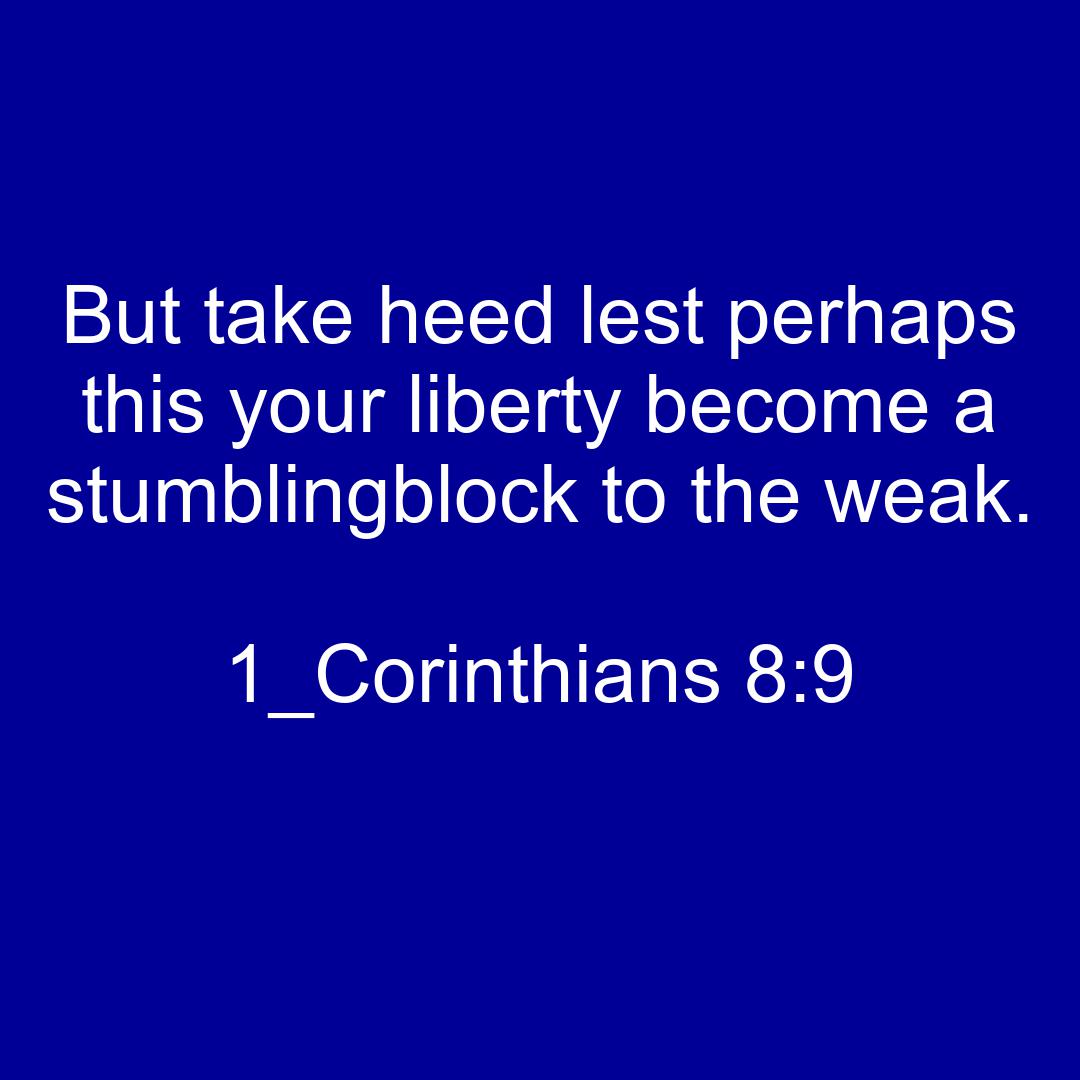 But take heed lest perhaps
this your liberty become a
stumblingblock to the weak.
1_Corinthians 8:9